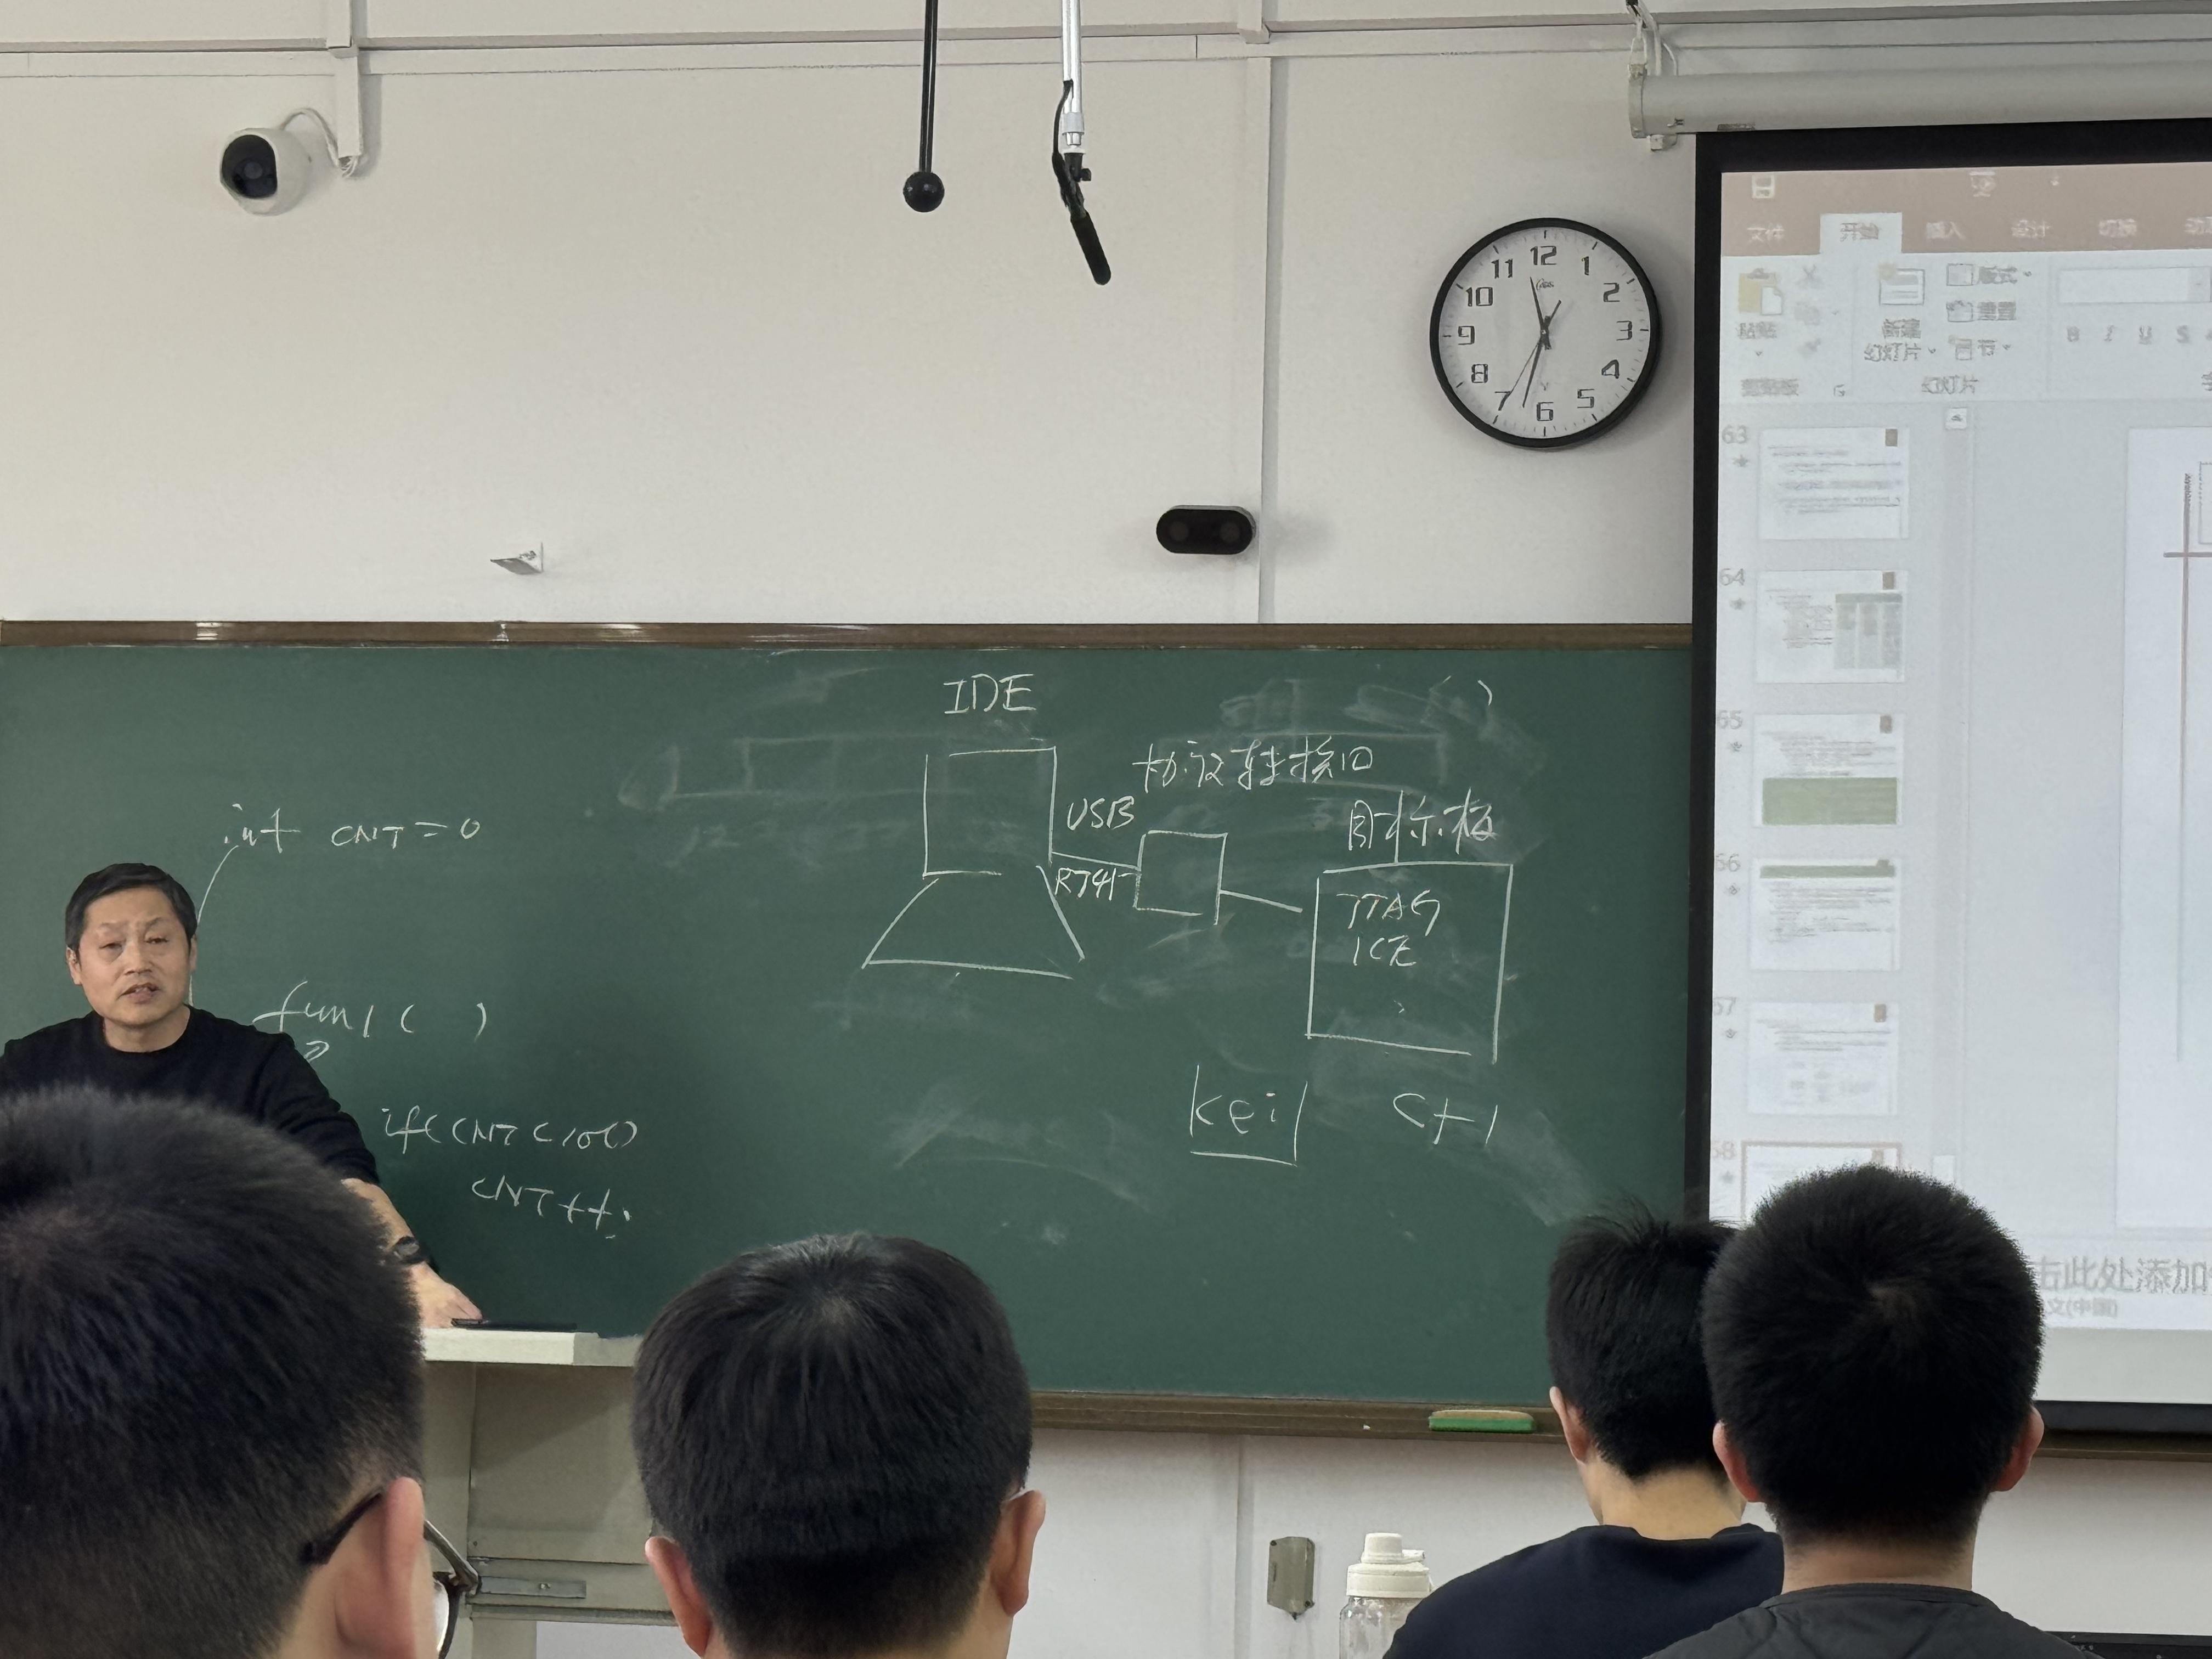 int CNT = 0
fun1 ( )
if(CNT<100)
CNT++;
IDE
协议转换
USB
RJ45
目标板
JTAG
ICE
Keil
C+1
11 12 1
10 2
9 3
8 4
7 6 5
文件 开始 插入 设计 切换
粘贴
新建
幻灯片
版式
重置
节
B I U S
剪贴板
幻灯片
63
64
65
66
67
68
击此处添加
文(中国)